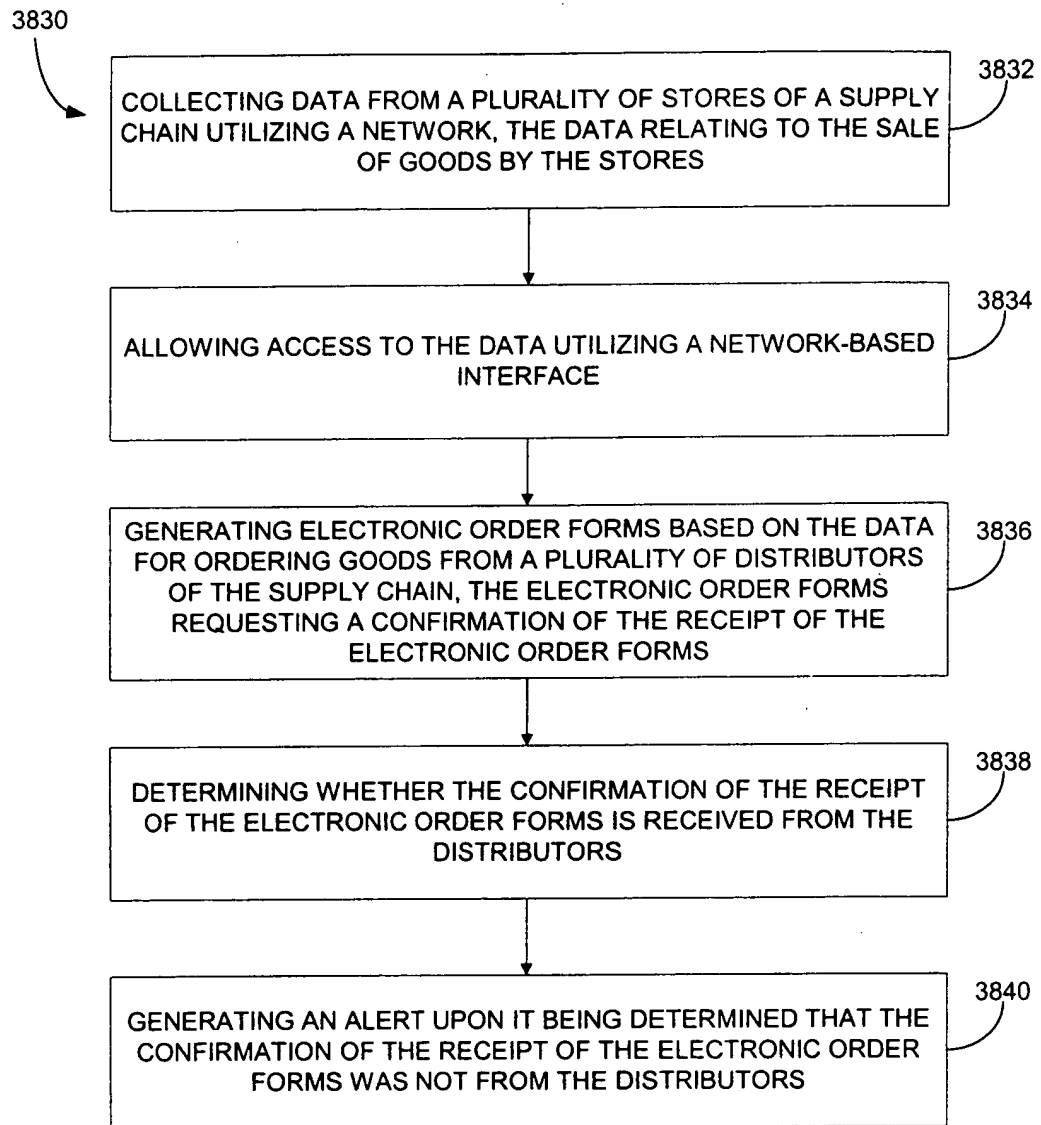 3830
3832
COLLECTING DATA FROM A PLURALITY OF STORES OF A SUPPLY
CHAIN UTILIZING A NETWORK, THE DATA RELATING TO THE SALE
OF GOODS BY THE STORES
3834
ALLOWING ACCESS TO THE DATA UTILIZING A NETWORK-BASED
INTERFACE
3836
GENERATING ELECTRONIC ORDER FORMS BASED ON THE DATA
FOR ORDERING GOODS FROM A PLURALITY OF DISTRIBUTORS
OF THE SUPPLY CHAIN, THE ELECTRONIC ORDER FORMS
REQUESTING A CONFIRMATION OF THE RECEIPT OF THE
ELECTRONIC ORDER FORMS
3838
DETERMINING WHETHER THE CONFIRMATION OF THE RECEIPT
OF THE ELECTRONIC ORDER FORMS IS RECEIVED FROM THE
DISTRIBUTORS
3840
GENERATING AN ALERT UPON IT BEING DETERMINED THAT THE
CONFIRMATION OF THE RECEIPT OF THE ELECTRONIC ORDER
FORMS WAS NOT FROM THE DISTRIBUTORS